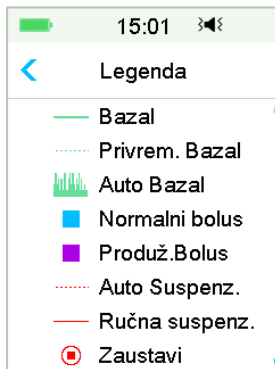 15:01
Legenda
Bazal
Privrem. Bazal
Auto Bazal
Normalni bolus
Produž.Bolus
Auto Suspenz.
Ručna suspenz.
Zaustavi